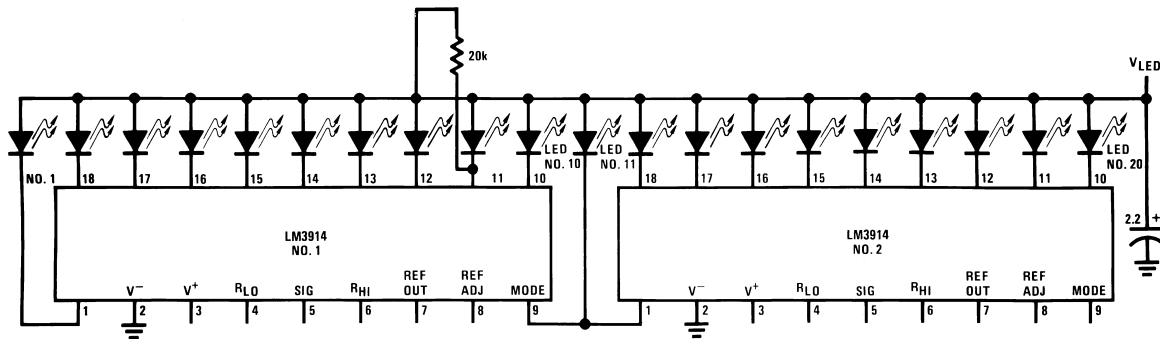 20k
V LED
NO. 1
LED NO. 10
LED NO. 11
LED NO. 20
18 17 16 15 14 13 12 11 10
18 17 16 15 14 13 12 11 10
2.2 +
LM3914
NO. 1
LM3914
NO. 2
V− V+ RLO SIG RHI REF OUT REF ADJ MODE
1 2 3 4 5 6 7 8 9
V− V+ RLO SIG RHI REF OUT REF ADJ MODE
1 2 3 4 5 6 7 8 9